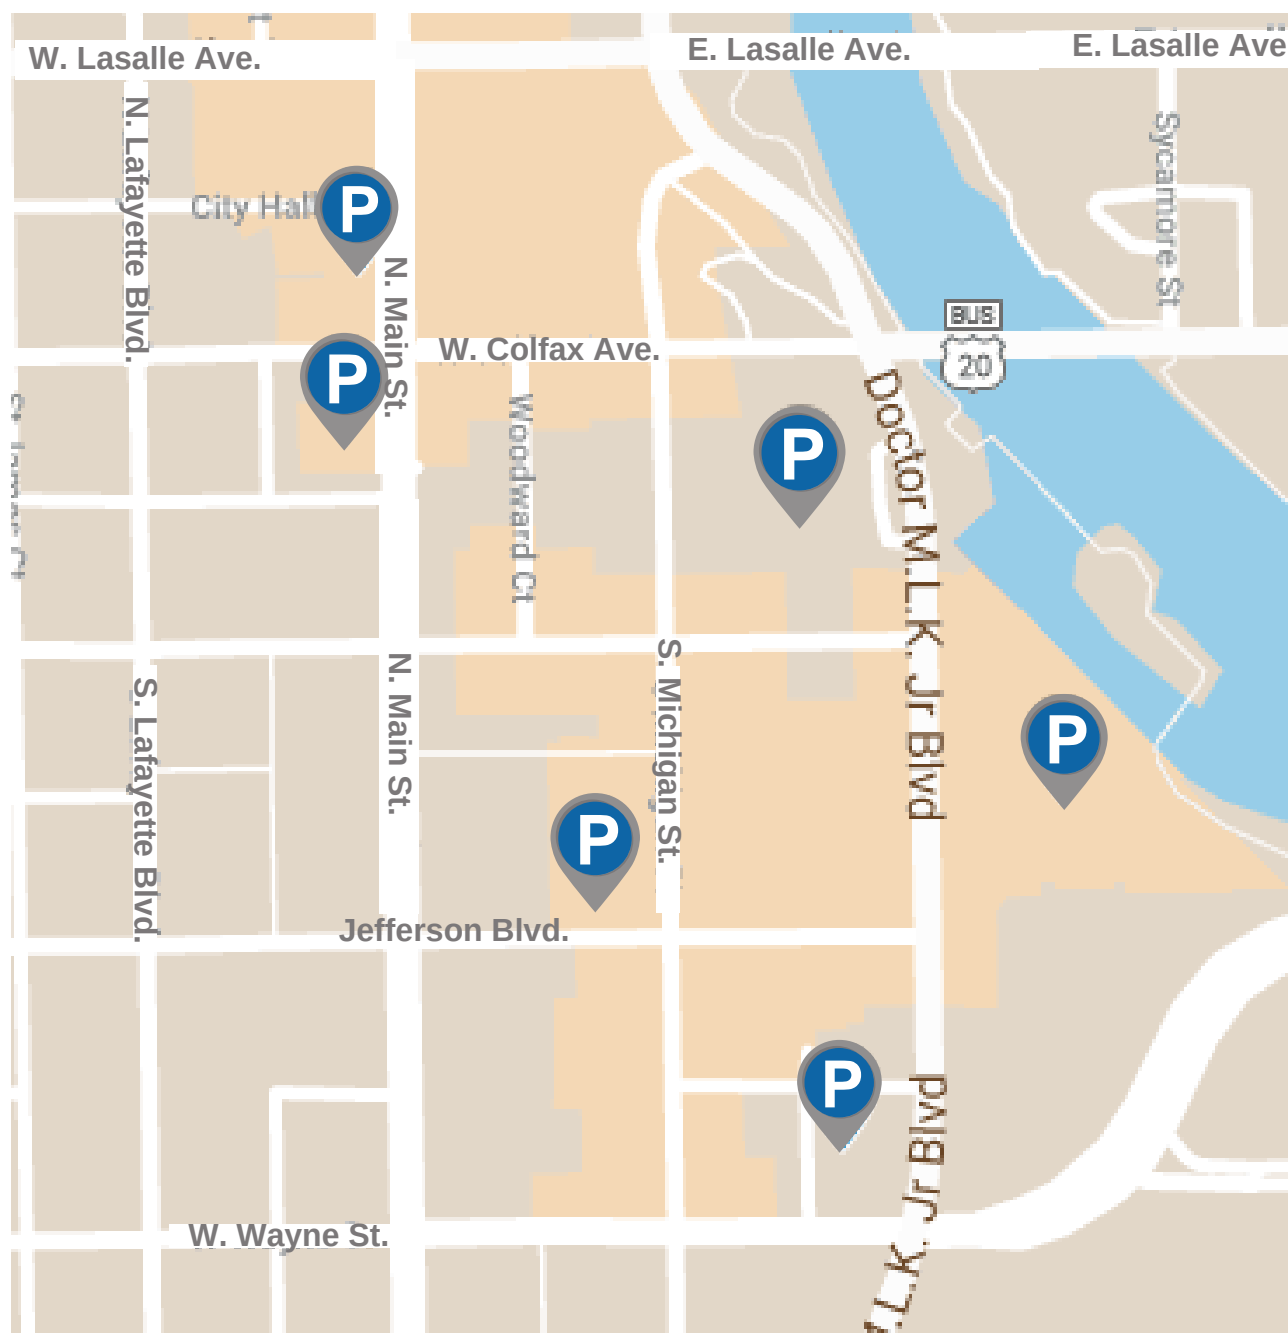 W. Lasalle Ave.
E. Lasalle Ave.
E. Lasalle Ave
N. Lafayette Blvd.
Sycamore St
City Hall
P
N. Main St.
BUS
20
W. Colfax Ave.
P
Doctor M.L.K. Jr Blvd
Woodward Ct
P
S. Michigan St.
N. Main St.
S. Lafayette Blvd.
P
P
Jefferson Blvd.
P
L.K. Jr Blvd
W. Wayne St.